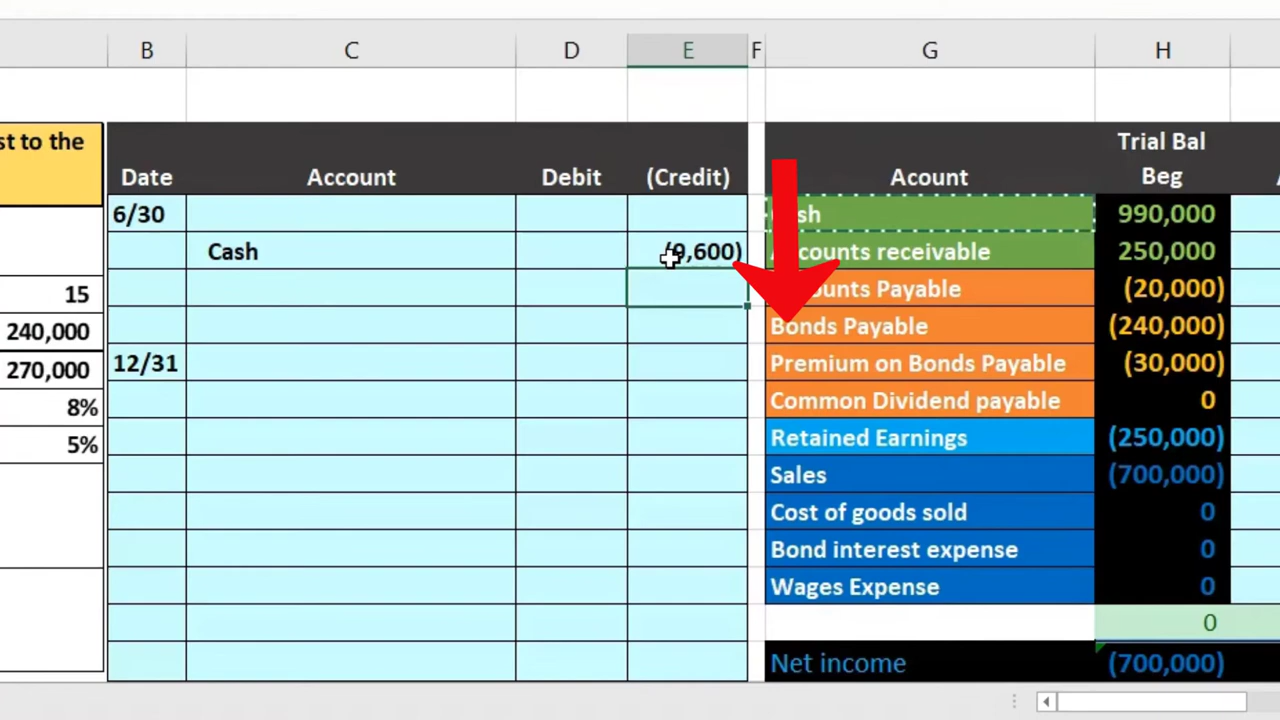 B C D E F G H
st to the
15
240,000
270,000
8%
5%
Date Account Debit (Credit)
6/30
Cash (9,600)
12/31
Trial Bal
Acount Beg
990,000
Accounts receivable 250,000
Payable (20,000)
Bonds Payable (240,000)
Premium on Bonds Payable (30,000)
Common Dividend payable 0
Retained Earnings (250,000)
Sales (700,000)
Cost of goods sold 0
Bond interest expense 0
Wages Expense 0
0
Net income (700,000)